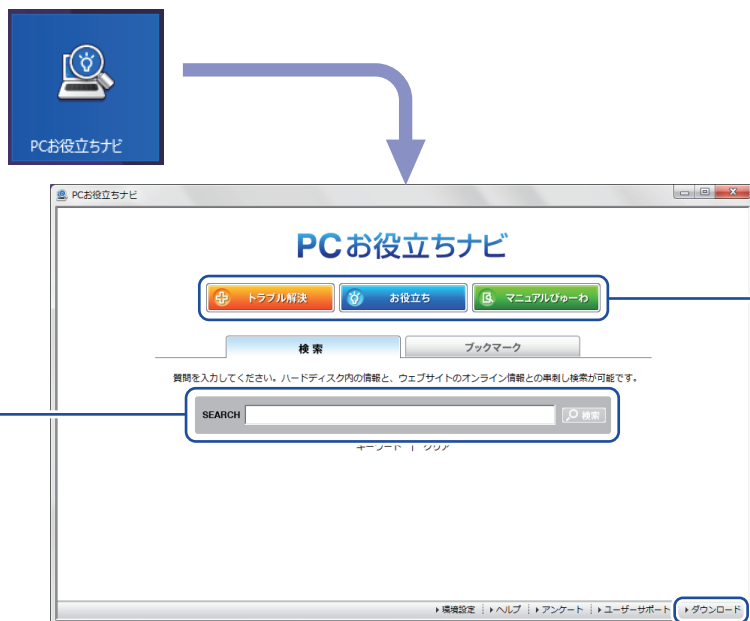 PCお役立ちナビ
PCお役立ちナビ
PCお役立ちナビ
トラブル解決 お役立ち マニュアルびゅーわ
検索 ブックマーク
質問を入力してください。ハードディスク内の情報と、ウェブサイトのオンライン情報との串刺し検索が可能です。
SEARCH 検索
キーワード | クリア
環境設定 ヘルプ アンケート ユーザーサポート ダウンロード